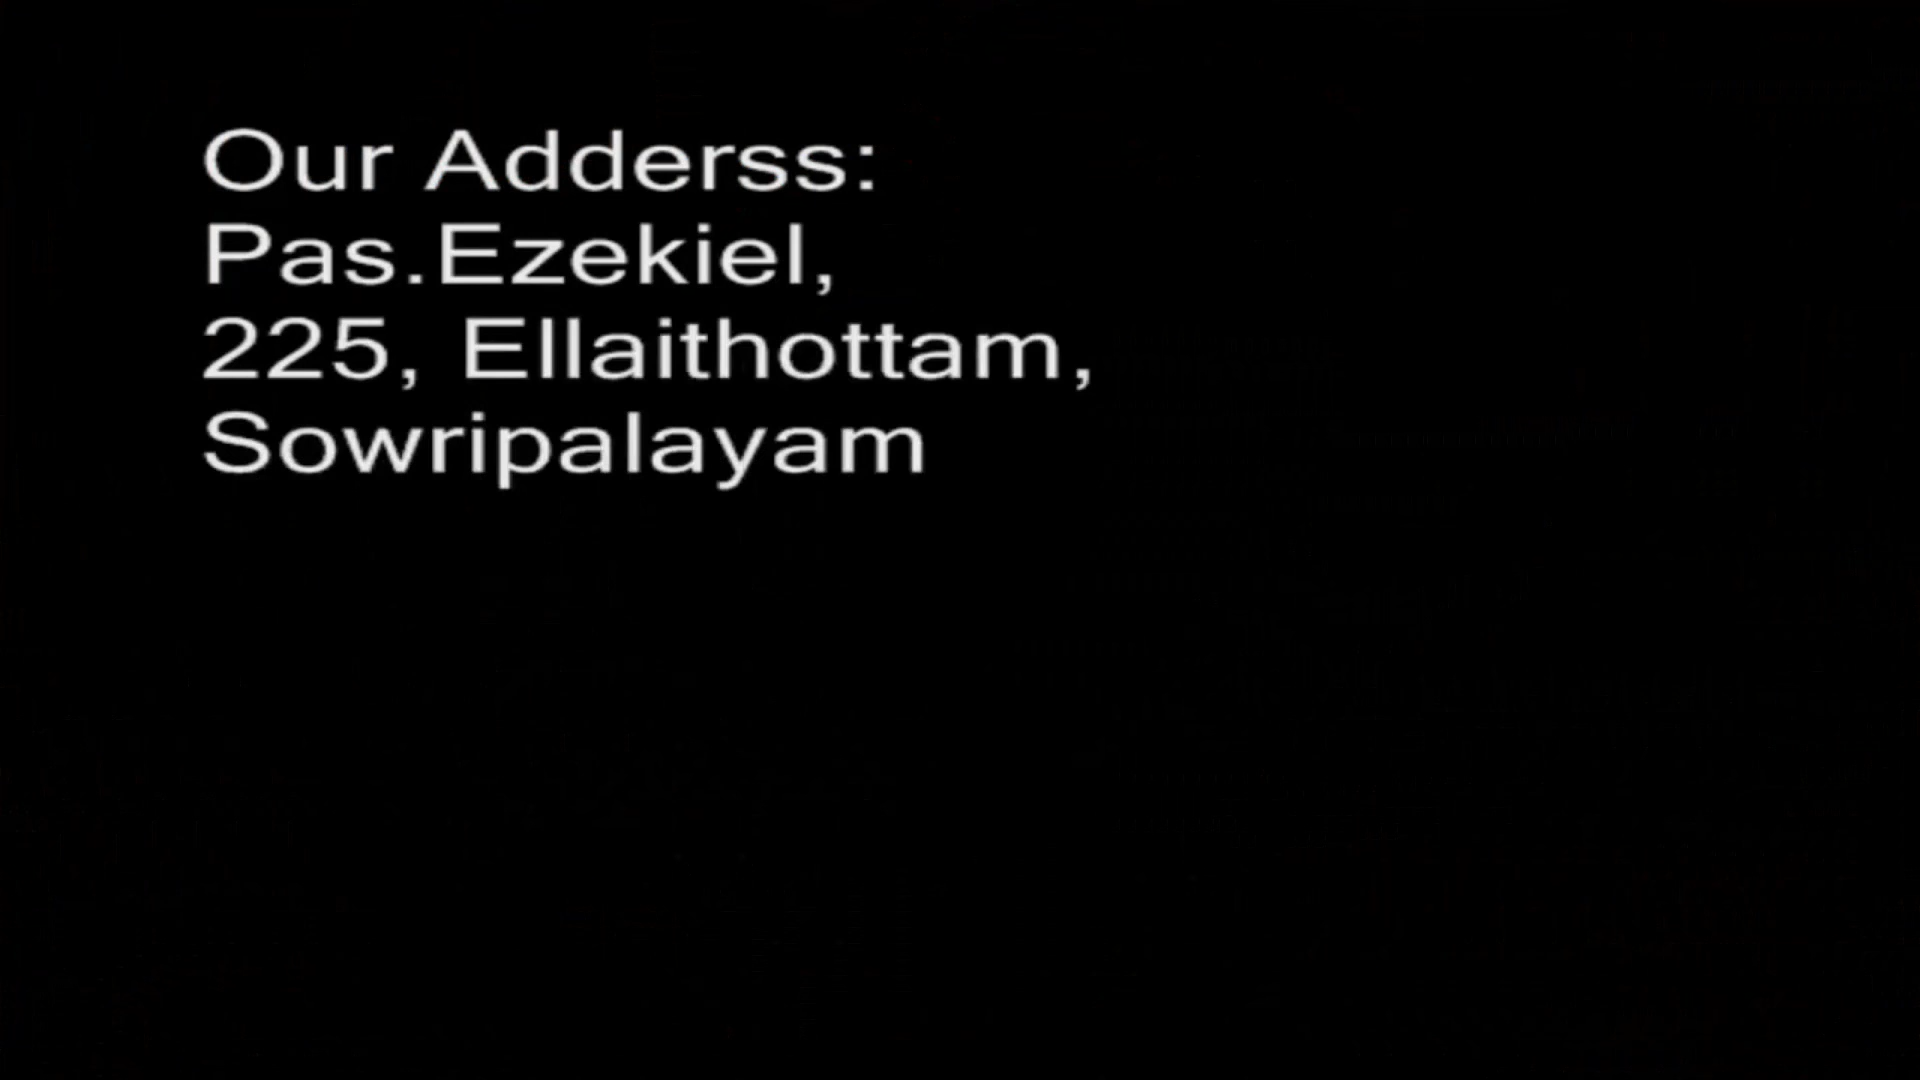 Our Adderss:
Pas.Ezekiel,
225, Ellaithottam,
Sowripalayam